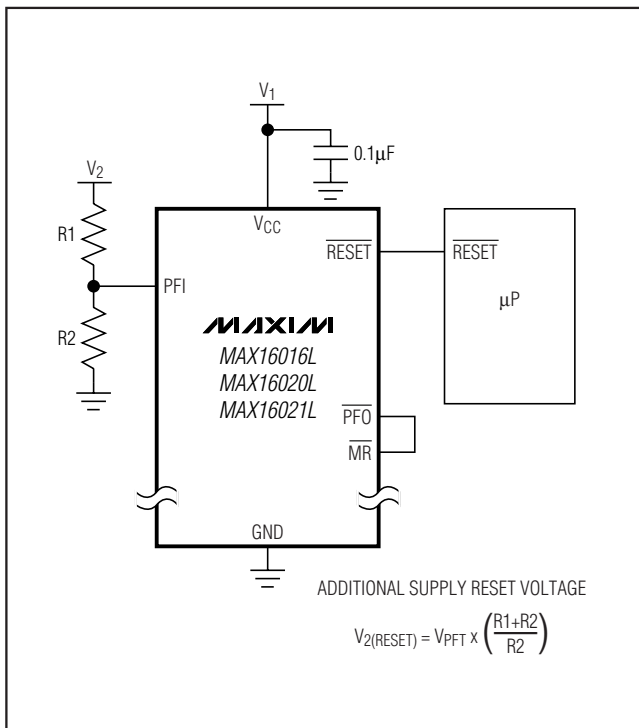 V1
0.1µF
V2
VCC
R1
RESET
RESET
PFI
µP
MAXIM
R2
MAX16016L
MAX16020L
MAX16021L
PFO
MR
GND
ADDITIONAL SUPPLY RESET VOLTAGE
V2(RESET) = VPFT x (R1+R2/R2)